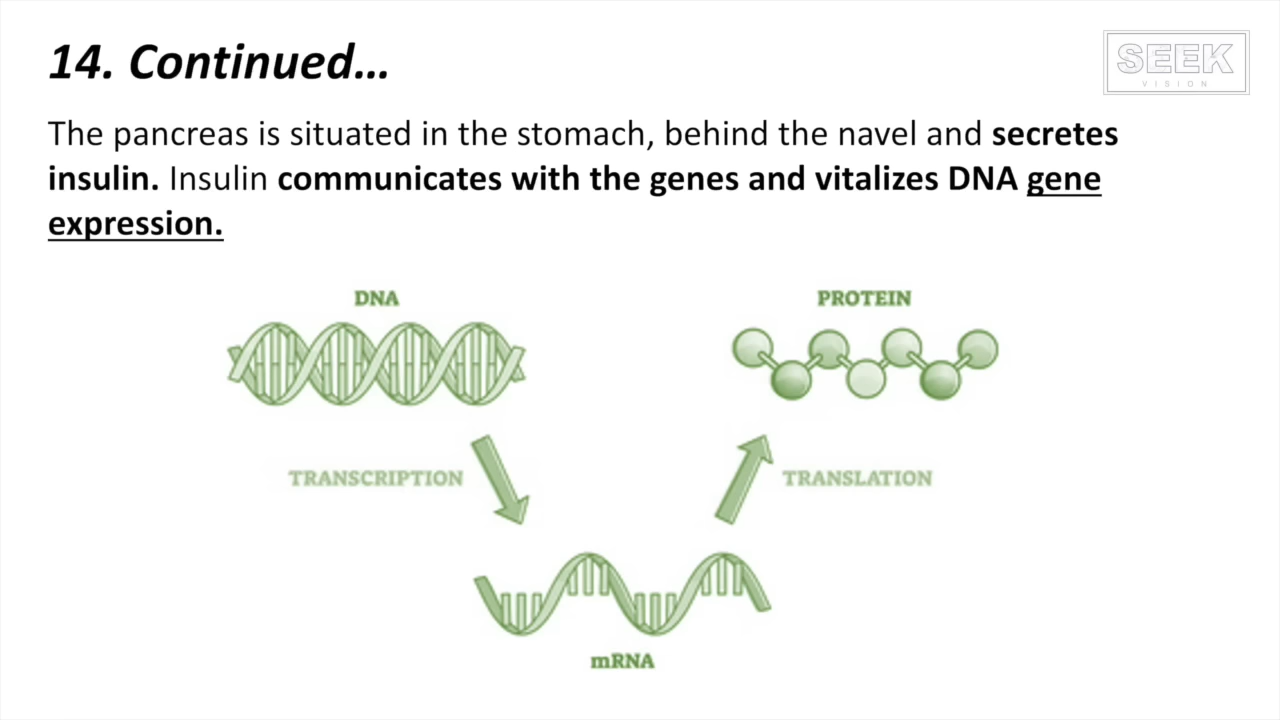 14. Continued...
SEEK
VISION
The pancreas is situated in the stomach, behind the navel and secretes
insulin. Insulin communicates with the genes and vitalizes DNA gene
expression.
DNA
PROTEIN
TRANSCRIPTION
TRANSLATION
mRNA